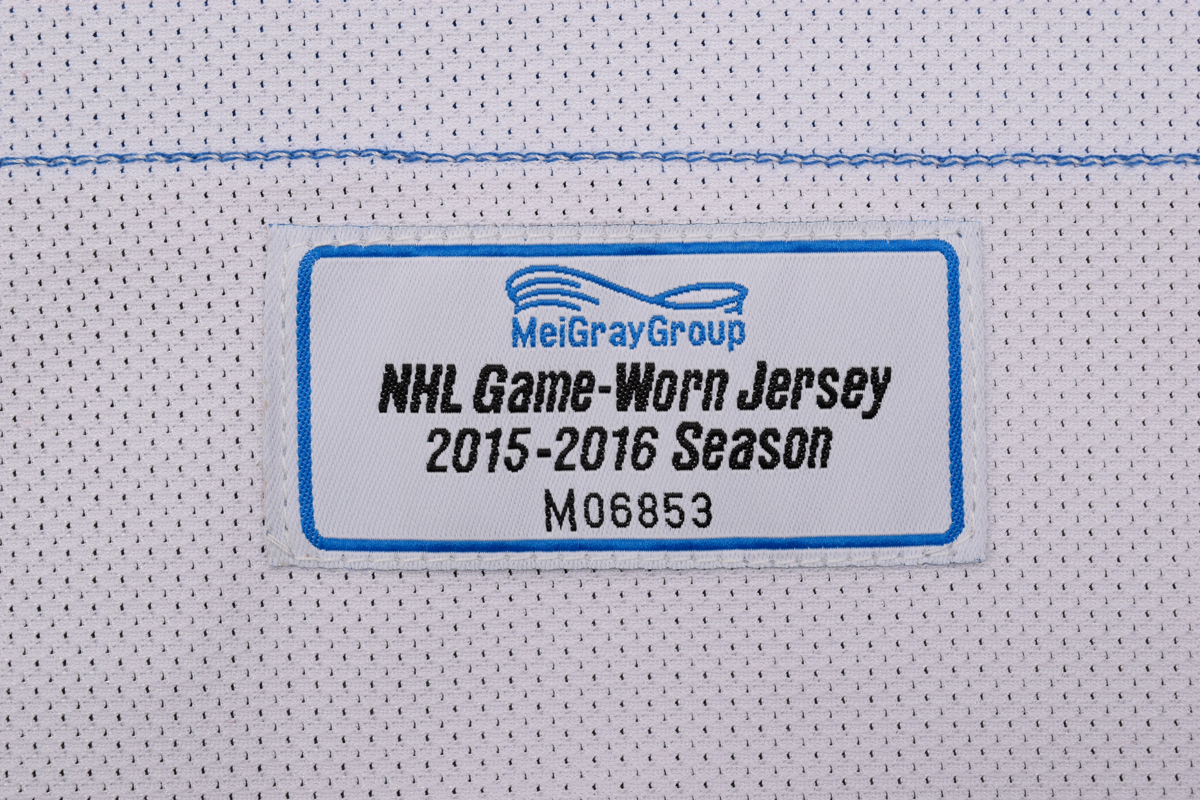 MeiGrayGroup
NHL Game-Worn Jersey
2015-2016 Season
M06853